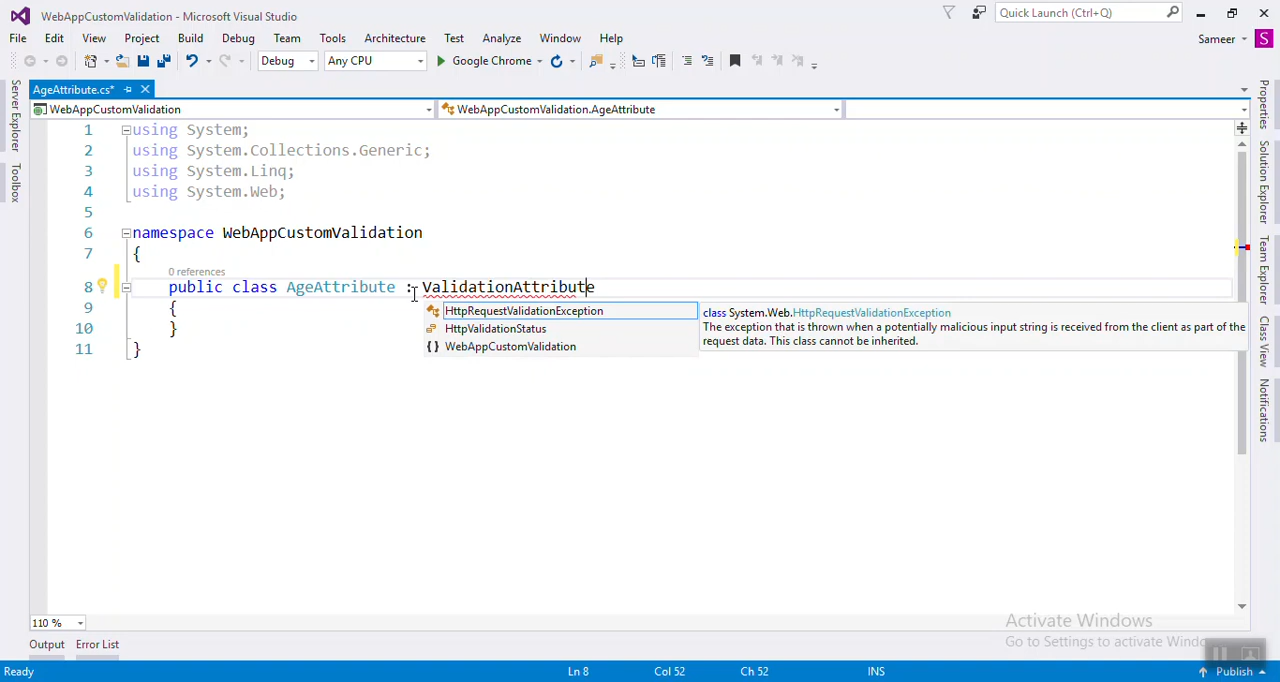 WebAppCustomValidation - Microsoft Visual Studio
Quick Launch (Ctrl+Q)
File Edit View Project Build Debug Team Tools Architecture Test Analyze Window Help
Sameer S
Debug Any CPU Google Chrome
AgeAttribute.cs*
WebAppCustomValidation WebAppCustomValidation.AgeAttribute
Server Explorer
Toolbox
1 using System;
2 using System.Collections.Generic;
3 using System.Linq;
4 using System.Web;
5
6 namespace WebAppCustomValidation
7 {
0 references
8 public class AgeAttribute : ValidationAttribute
9 {
10 }
11 }
HttpRequestValidationException
HttpValidationStatus
{ } WebAppCustomValidation
class System.Web.HttpRequestValidationException
The exception that is thrown when a potentially malicious input string is received from the client as part of the
request data. This class cannot be inherited.
Properties
Solution Explorer
Team Explorer
Class View
Notifications
110 %
Activate Windows
Go to Settings to activate
Output Error List
Ready Ln 8 Col 52 Ch 52 INS Publish